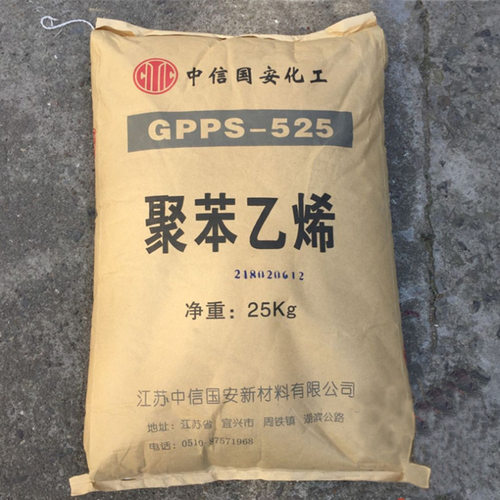 CITIC 中信国安化工
GPPS-525
聚苯乙烯
218020612
净重：25Kg
江苏中信国安新材料有限公司
地址：江苏省 宜兴市 周铁镇 湖滨公路
电话：0510-87571968